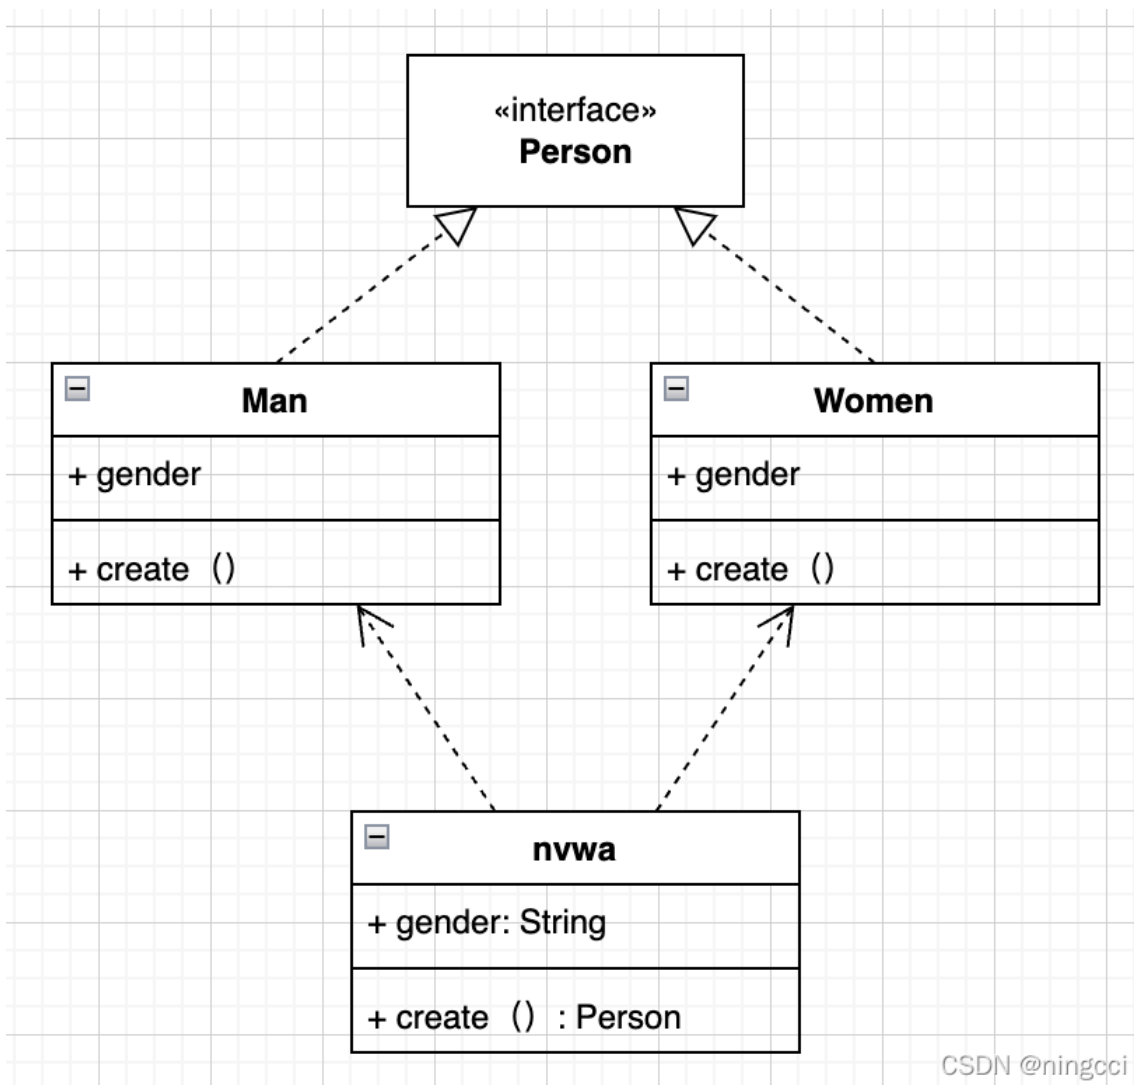 «interface»
Person
Man
+ gender
+ create ()
Women
+ gender
+ create ()
nvwa
+ gender: String
+ create () : Person
CSDN @ningcci